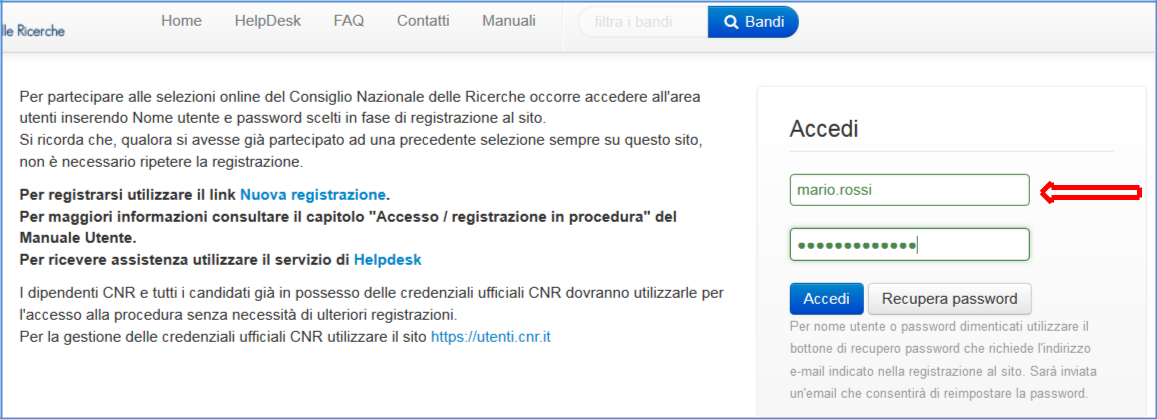 Home HelpDesk FAQ Contatti Manuali filtra i bandi Bandi
lle Ricerche
Per partecipare alle selezioni online del Consiglio Nazionale delle Ricerche occorre accedere all'area
utenti inserendo Nome utente e password scelti in fase di registrazione al sito.
Si ricorda che, qualora si avesse già partecipato ad una precedente selezione sempre su questo sito,
non è necessario ripetere la registrazione.
Per registrarsi utilizzare il link Nuova registrazione.
Per maggiori informazioni consultare il capitolo "Accesso / registrazione in procedura" del
Manuale Utente.
Per ricevere assistenza utilizzare il servizio di Helpdesk
I dipendenti CNR e tutti i candidati già in possesso delle credenziali ufficiali CNR dovranno utilizzarle per
l'accesso alla procedura senza necessità di ulteriori registrazioni.
Per la gestione delle credenziali ufficiali CNR utilizzare il sito https://utenti.cnr.it
Accedi
mario.rossi
•••••••••••••
Accedi Recupera password
Per nome utente o password dimenticati utilizzare il
bottone di recupero password che richiede l'indirizzo
e-mail indicato nella registrazione al sito. Sarà inviata
un'email che consentirà di reimpostare la password.